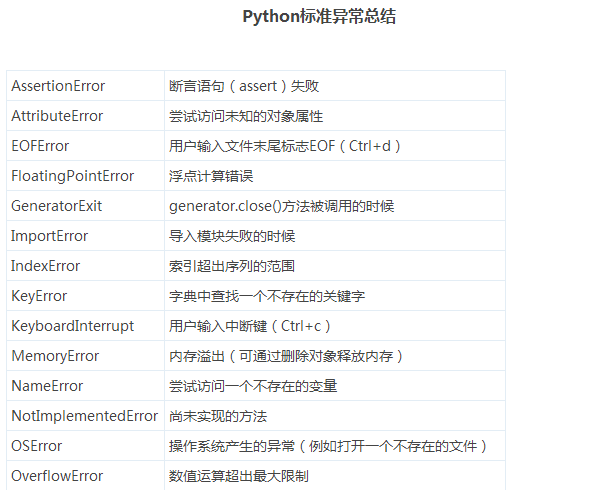 Python标准异常总结
AssertionError 断言语句（assert）失败
AttributeError 尝试访问未知的对象属性
EOFError 用户输入文件末尾标志EOF（Ctrl+d）
FloatingPointError 浮点计算错误
GeneratorExit generator.close()方法被调用的时候
ImportError 导入模块失败的时候
IndexError 索引超出序列的范围
KeyError 字典中查找一个不存在的关键字
KeyboardInterrupt 用户输入中断键（Ctrl+c）
MemoryError 内存溢出（可通过删除对象释放内存）
NameError 尝试访问一个不存在的变量
NotImplementedError 尚未实现的方法
OSError 操作系统产生的异常（例如打开一个不存在的文件）
OverflowError 数值运算超出最大限制